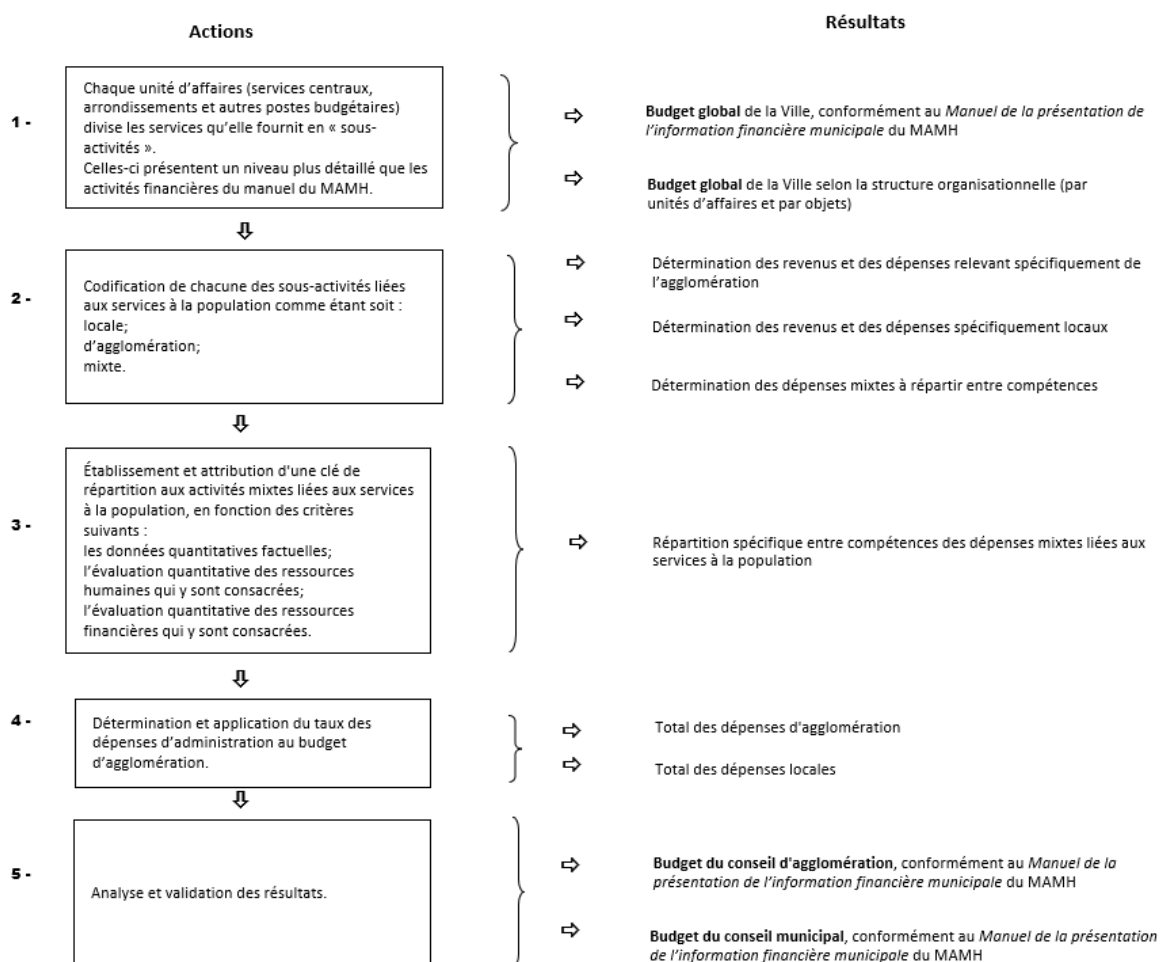 Actions
Résultats
1 -
Chaque unité d'affaires (services centraux,
arrondissements et autres postes budgétaires)
divise les services qu'elle fournit en « sous-
activités ».
Celles-ci présentent un niveau plus détaillé que les
activités financières du manuel du MAMH.
Budget global de la Ville, conformément au Manuel de la présentation de
l'information financière municipale du MAMH
Budget global de la Ville selon la structure organisationnelle (par
unités d'affaires et par objets)
2 -
Codification de chacune des sous-activités liées
aux services à la population comme étant soit :
locale;
d'agglomération;
mixte.
Détermination des revenus et des dépenses relevant spécifiquement de
l'agglomération
Détermination des revenus et des dépenses spécifiquement locaux
Détermination des dépenses mixtes à répartir entre compétences
3 -
Établissement et attribution d'une clé de
répartition aux activités mixtes liées aux services
à la population, en fonction des critères
suivants :
les données quantitatives factuelles;
l'évaluation quantitative des ressources
humaines qui y sont consacrées;
l'évaluation quantitative des ressources
financières qui y sont consacrées.
Répartition spécifique entre compétences des dépenses mixtes liées aux
services à la population
4 -
Détermination et application du taux des
dépenses d'administration au budget
d'agglomération.
Total des dépenses d'agglomération
Total des dépenses locales
5 -
Analyse et validation des résultats.
Budget du conseil d'agglomération, conformément au Manuel de la
présentation de l'information financière municipale du MAMH
Budget du conseil municipal, conformément au Manuel de la présentation
de l'information financière municipale du MAMH